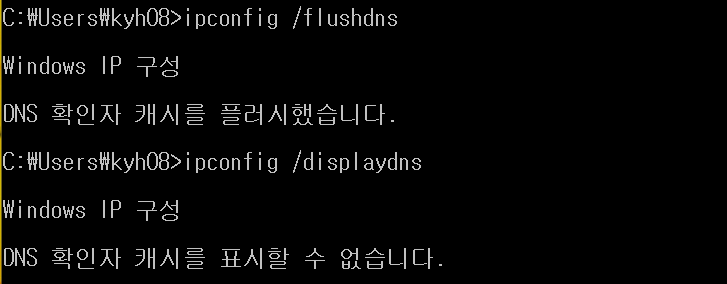 C:₩Users₩kyh08>ipconfig /flushdns
Windows IP 구성
DNS 확인자 캐시를 플러시했습니다.
C:₩Users₩kyh08>ipconfig /displaydns
Windows IP 구성
DNS 확인자 캐시를 표시할 수 없습니다.